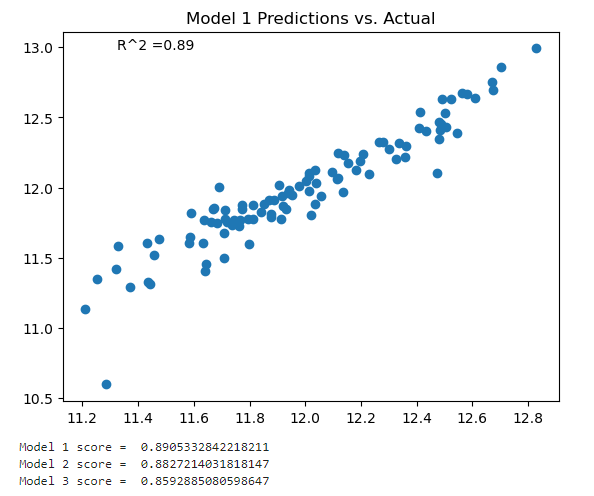 Model 1 Predictions vs. Actual
R^2 =0.89
13.0
12.5
12.0
11.5
11.0
10.5
11.2 11.4 11.6 11.8 12.0 12.2 12.4 12.6 12.8
Model 1 score =  0.8905332842218211
Model 2 score =  0.8827214031818147
Model 3 score =  0.8592885080598647